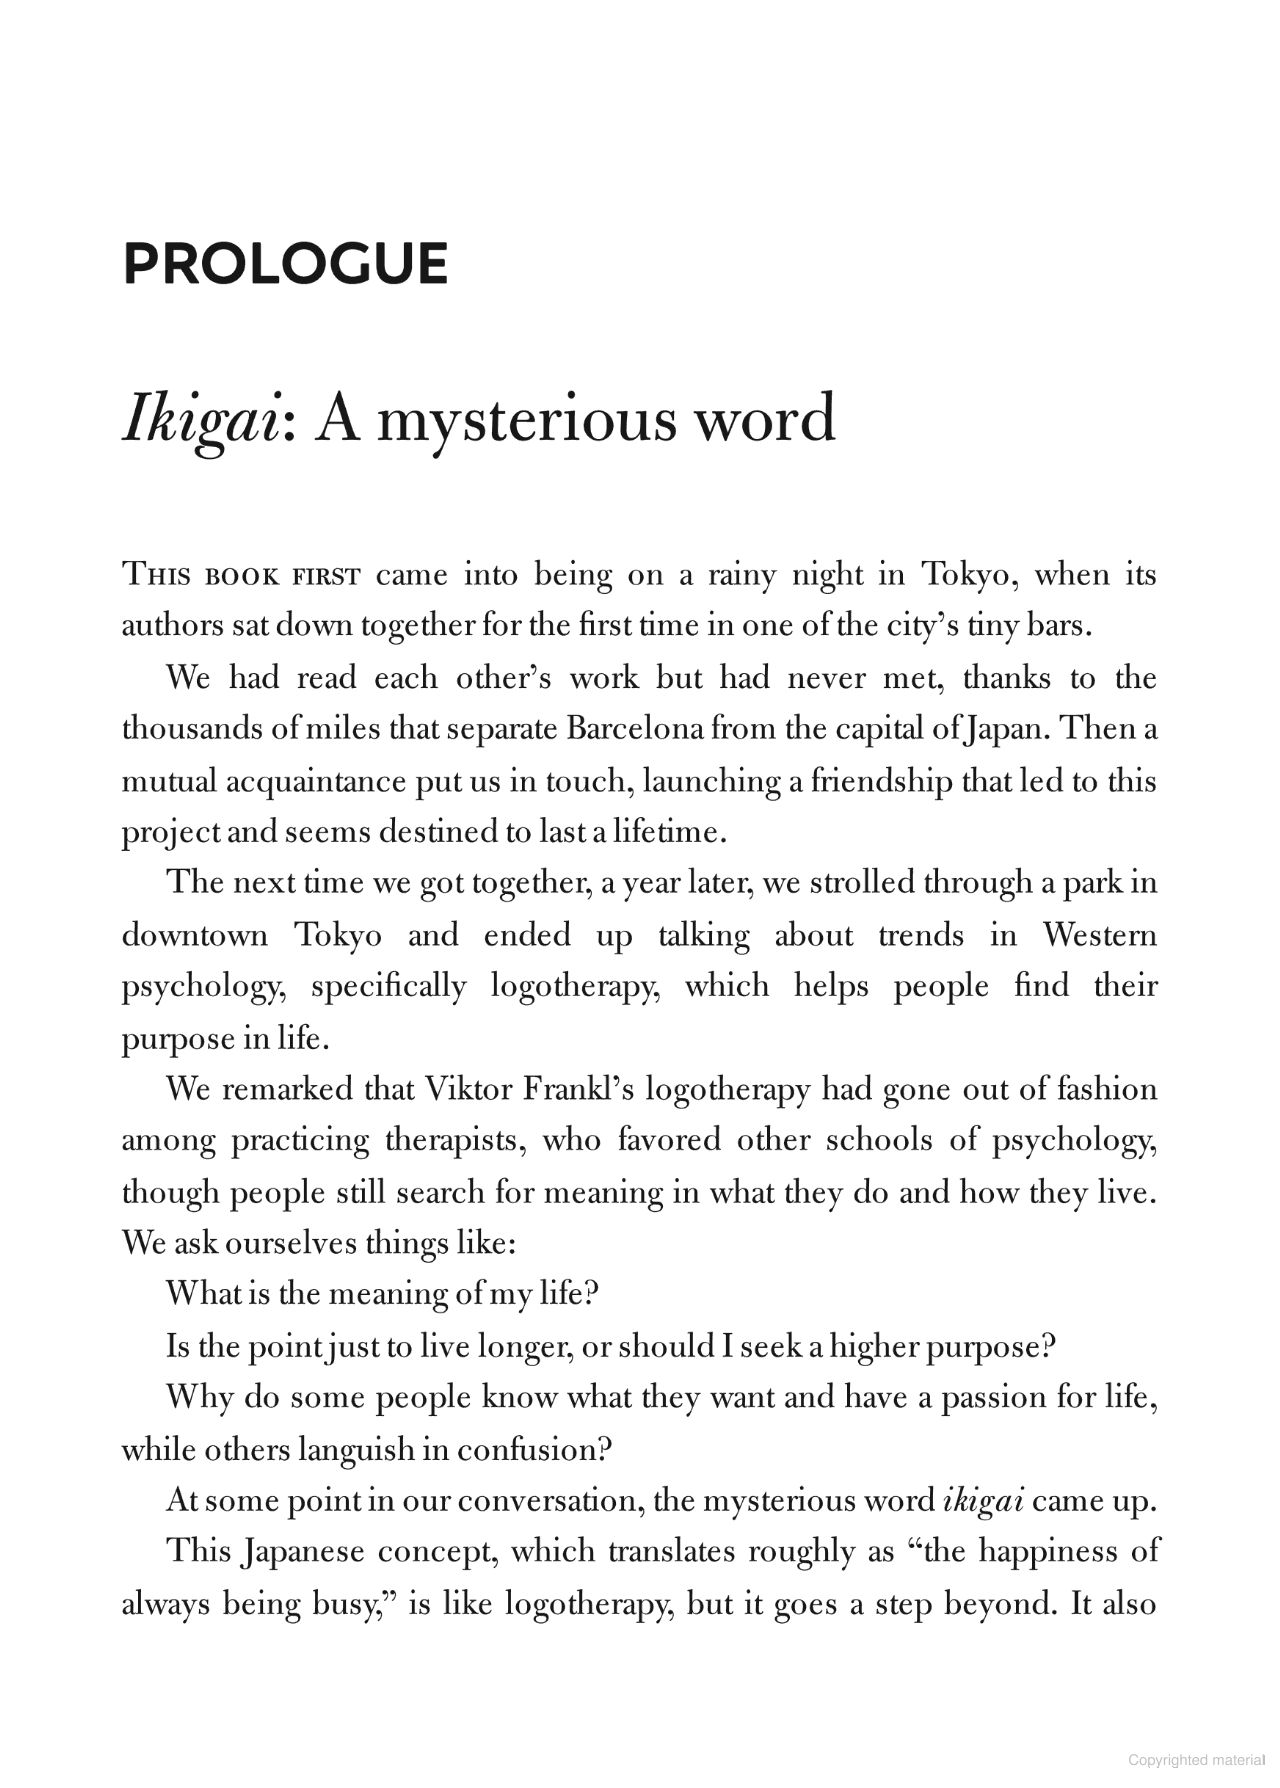 PROLOGUE
Ikigai: A mysterious word
THIS BOOK FIRST came into being on a rainy night in Tokyo, when its
authors sat down together for the first time in one of the city’s tiny bars.
We had read each other’s work but had never met, thanks to the
thousands of miles that separate Barcelona from the capital of Japan. Then a
mutual acquaintance put us in touch, launching a friendship that led to this
project and seems destined to last a lifetime.
The next time we got together, a year later, we strolled through a park in
downtown Tokyo and ended up talking about trends in Western
psychology, specifically logotherapy, which helps people find their
purpose in life.
We remarked that Viktor Frankl’s logotherapy had gone out of fashion
among practicing therapists, who favored other schools of psychology,
though people still search for meaning in what they do and how they live.
We ask ourselves things like:
What is the meaning of my life?
Is the point just to live longer, or should I seek a higher purpose?
Why do some people know what they want and have a passion for life,
while others languish in confusion?
At some point in our conversation, the mysterious word ikigai came up.
This Japanese concept, which translates roughly as “the happiness of
always being busy,” is like logotherapy, but it goes a step beyond. It also
Copyrighted material